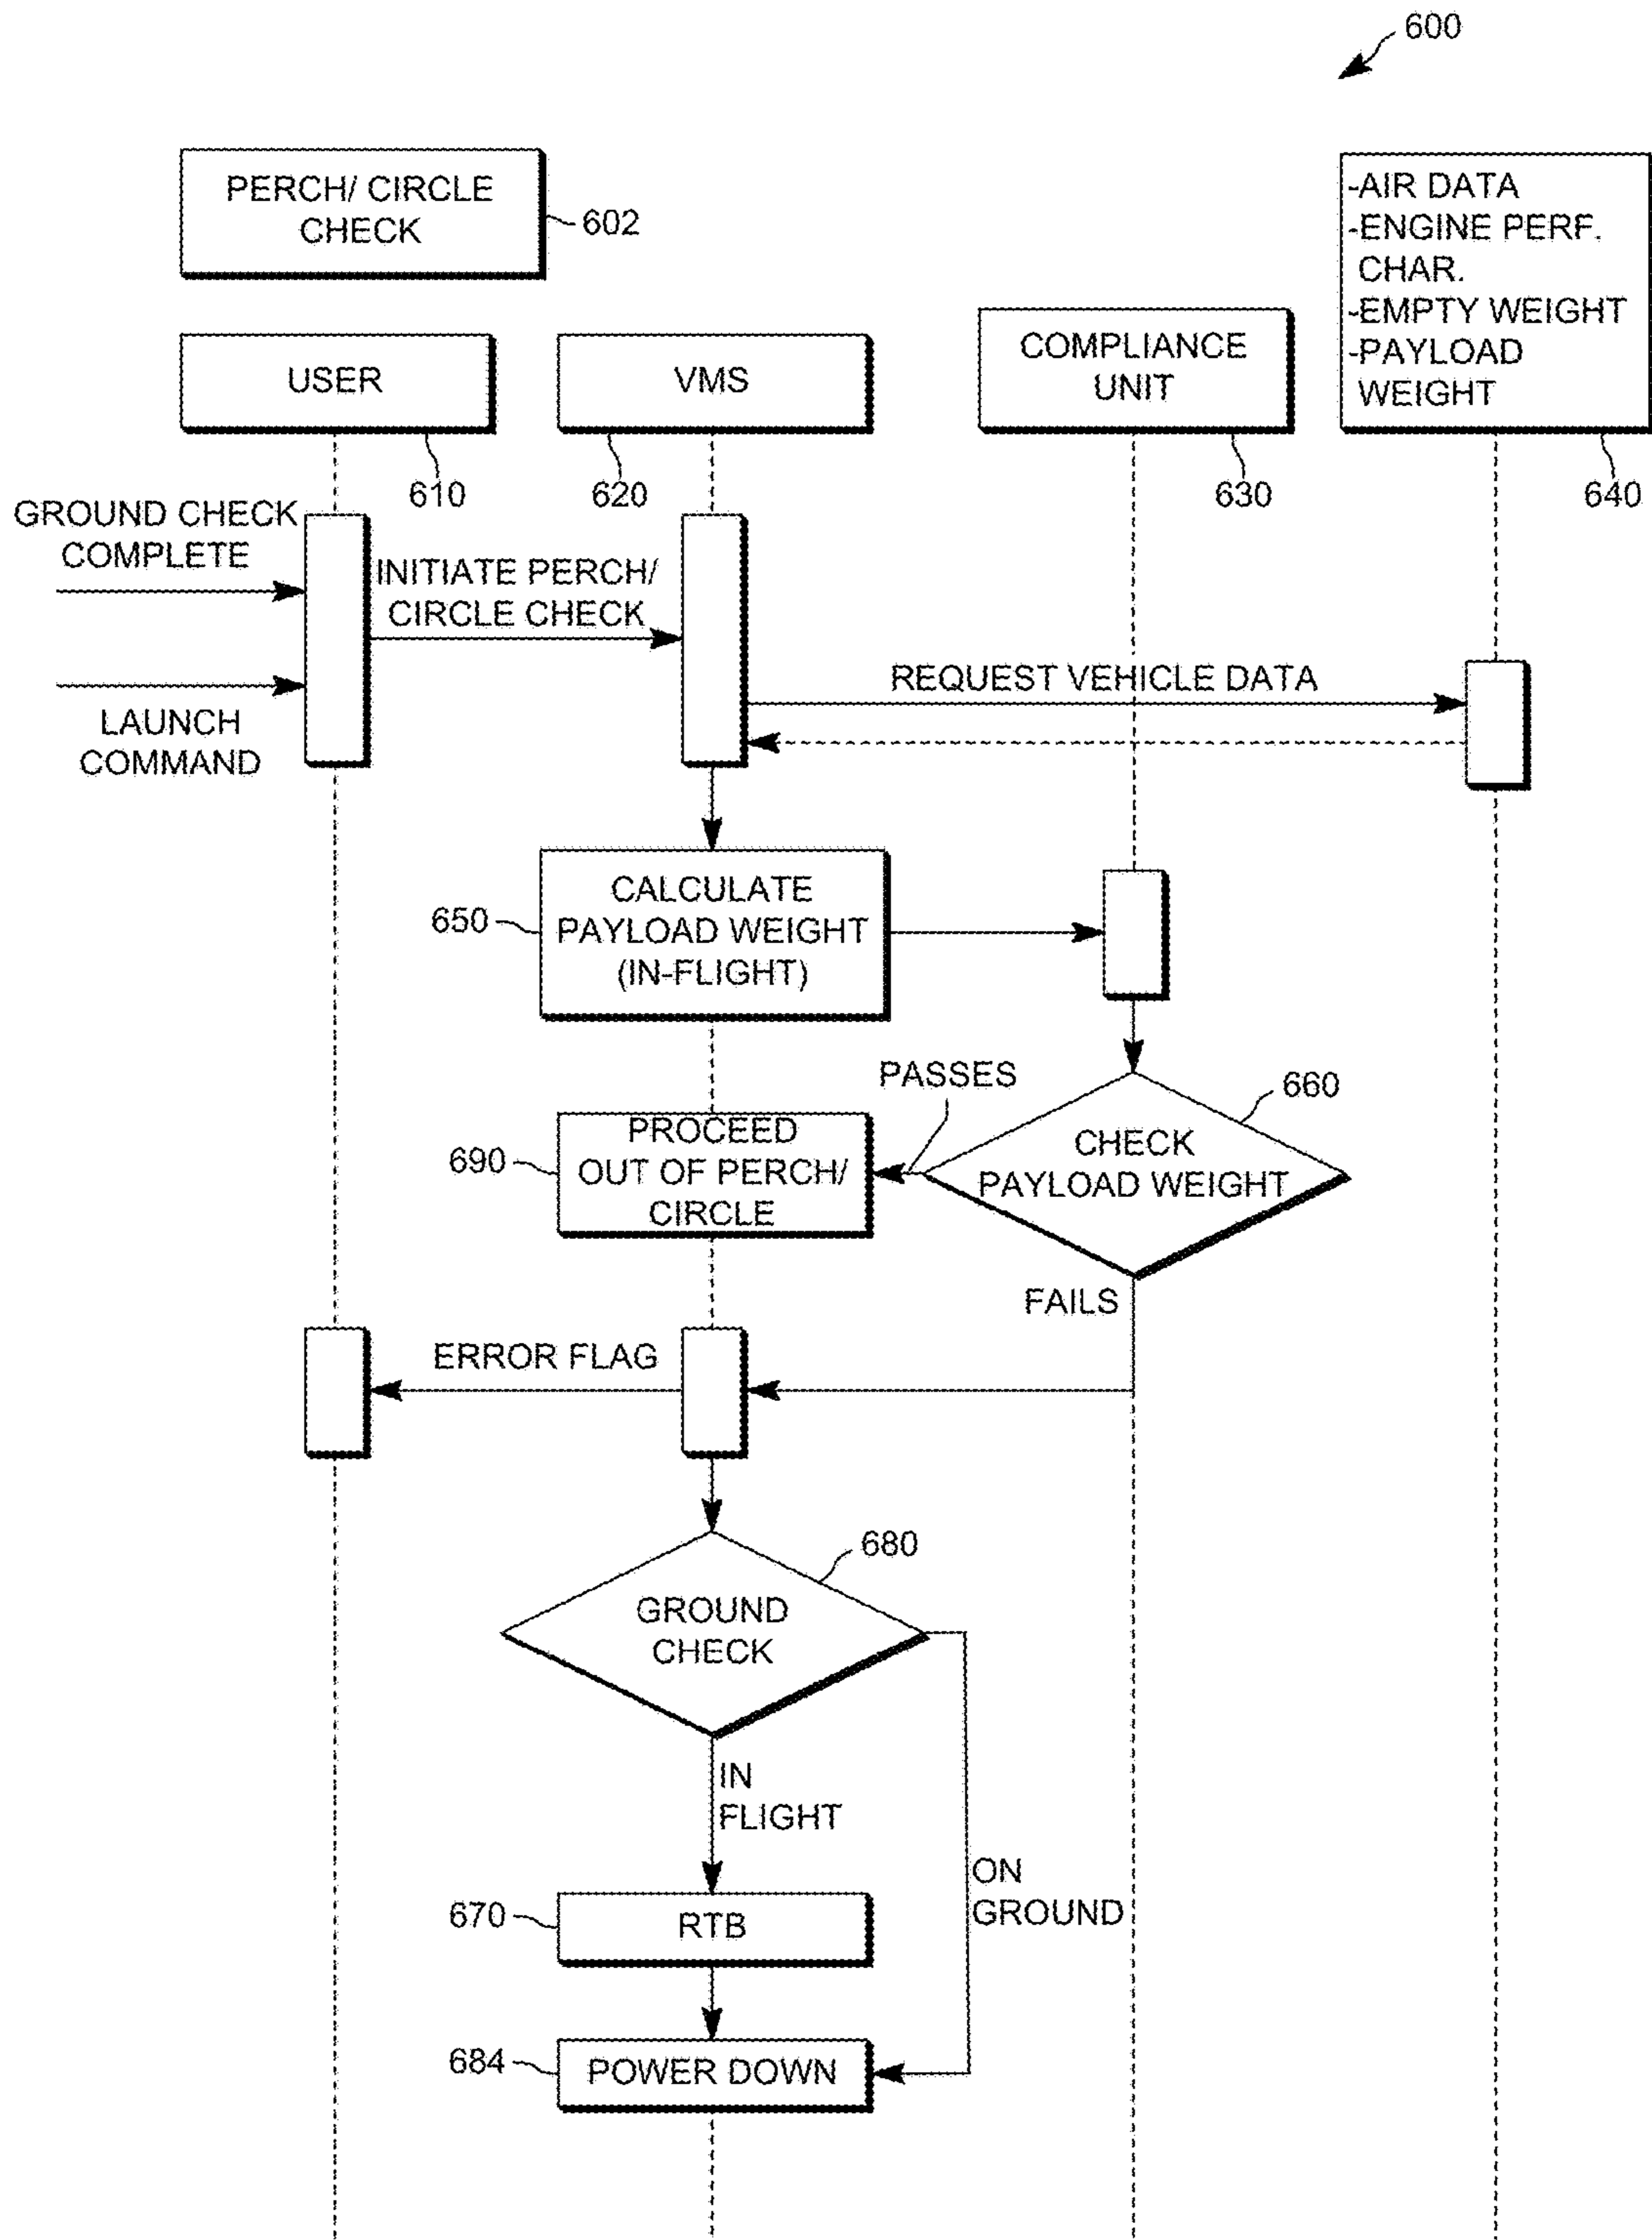 600
PERCH/ CIRCLE
CHECK
602
-AIR DATA
-ENGINE PERF.
CHAR.
-EMPTY WEIGHT
-PAYLOAD
WEIGHT
USER
VMS
COMPLIANCE
UNIT
610
620
630
640
GROUND CHECK
COMPLETE
INITIATE PERCH/
CIRCLE CHECK
REQUEST VEHICLE DATA
LAUNCH
COMMAND
650
CALCULATE
PAYLOAD WEIGHT
(IN-FLIGHT)
PASSES
660
CHECK
PAYLOAD WEIGHT
690
PROCEED
OUT OF PERCH/
CIRCLE
FAILS
ERROR FLAG
680
GROUND
CHECK
IN
FLIGHT
ON
GROUND
670
RTB
684
POWER DOWN